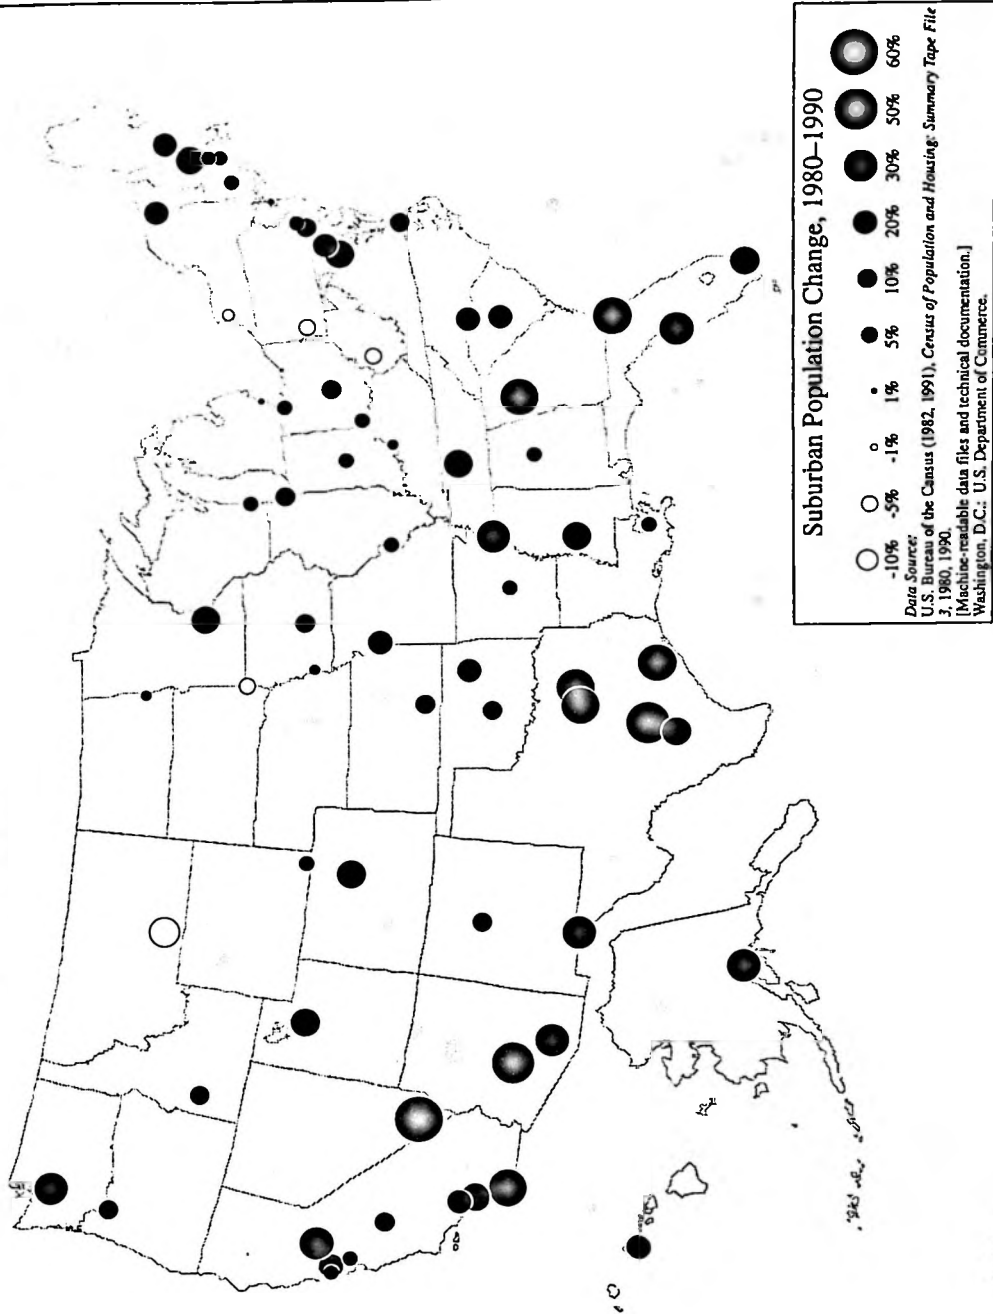 Suburban Population Change, 1980–1990
-10% -5% -1% 1% 5% 10% 20% 30% 50% 60%
Data Source:
U.S. Bureau of the Census (1982, 1991), Census of Population and Housing: Summary Tape File
3, 1980, 1990.
[Machine-readable data files and technical documentation.]
Washington, D.C.: U.S. Department of Commerce.